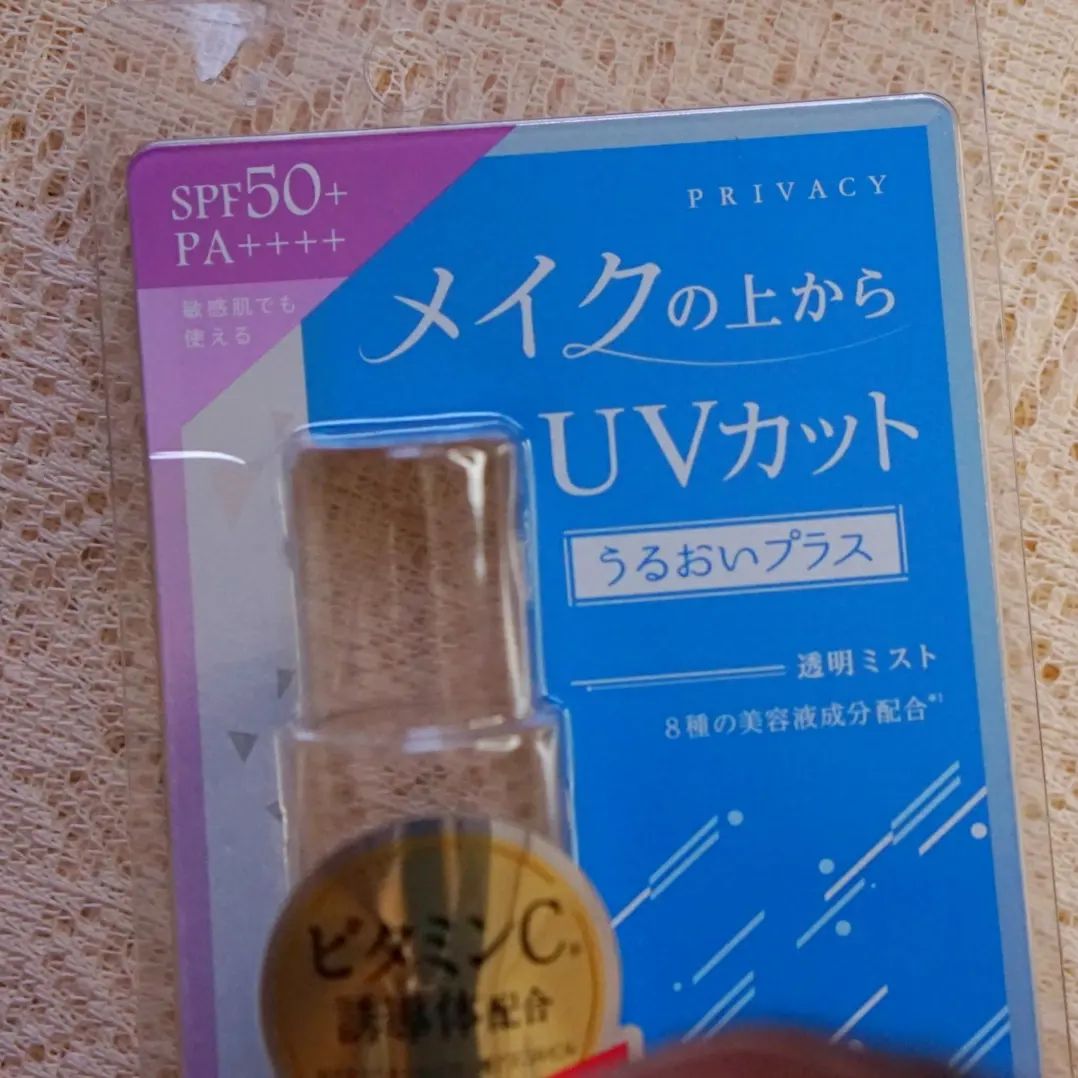 SPF50+
PA++++
敏感肌でも
使える
PRIVACY
メイクの上から
UVカット
うるおいプラス
透明ミスト
8種の美容液成分配合*1
ビタミンC*
誘導体配合